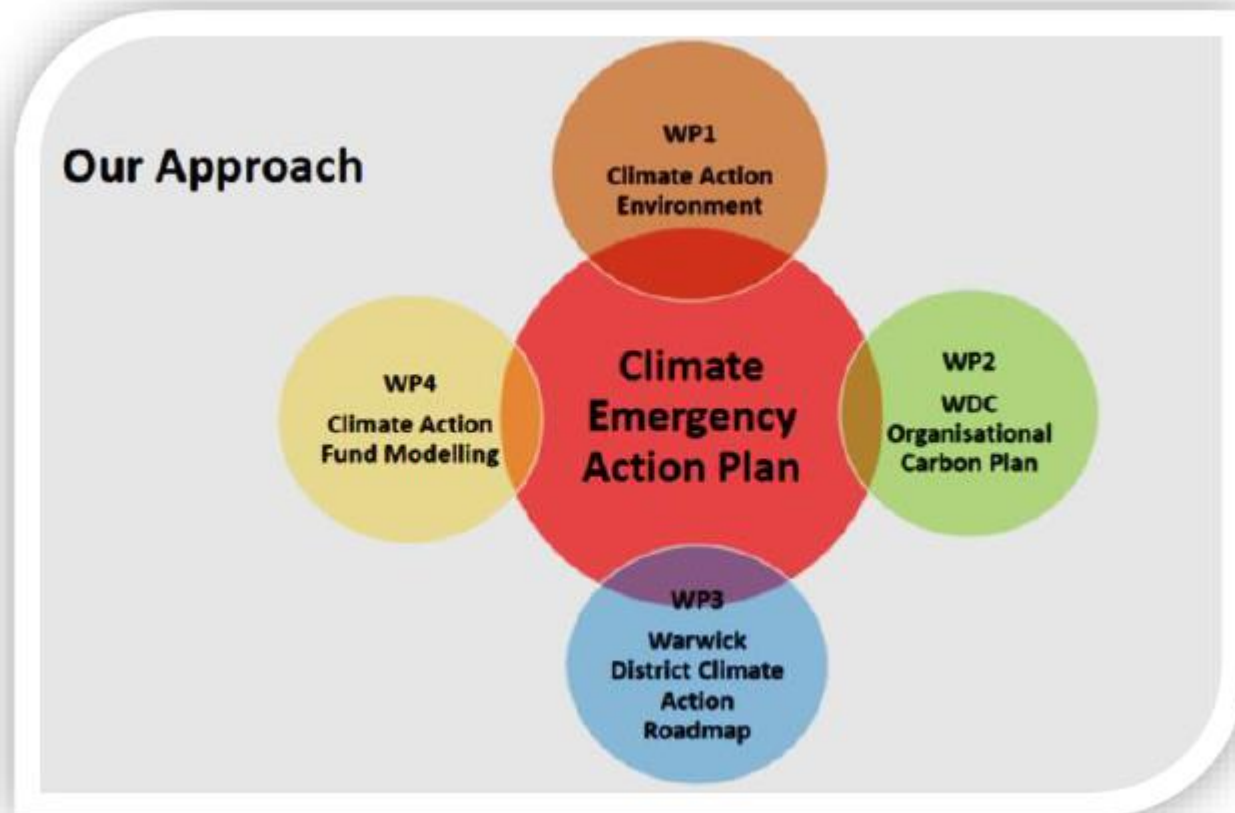 Our Approach
WP1
Climate Action
Environment
Climate
Emergency
Action Plan
WP2
WDC
Organisational
Carbon Plan
WP3
Warwick
District Climate
Action
Roadmap
WP4
Climate Action
Fund Modelling